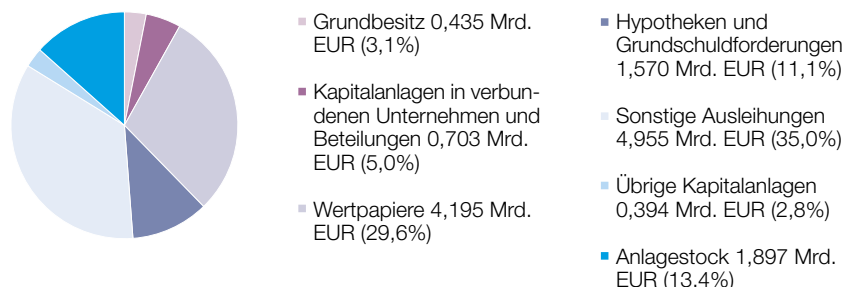 Grundbesitz 0,435 Mrd.
EUR (3,1%)
Kapitalanlagen in verbun-
denen Unternehmen und
Beteilungen 0,703 Mrd.
EUR (5,0%)
Wertpapiere 4,195 Mrd.
EUR (29,6%)
Hypotheken und
Grundschuldforderungen
1,570 Mrd. EUR (11,1%)
Sonstige Ausleihungen
4,955 Mrd. EUR (35,0%)
Übrige Kapitalanlagen
0,394 Mrd. EUR (2,8%)
Anlagestock 1,897 Mrd.
EUR (13,4%)